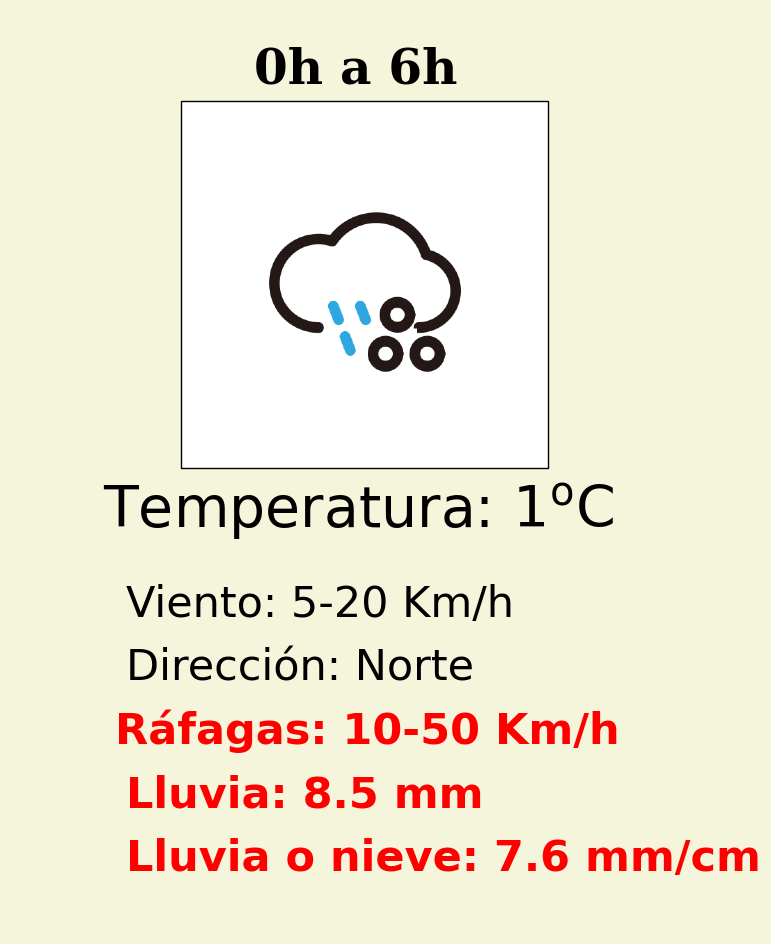 0h a 6h
Temperatura: 1ºC
Viento: 5-20 Km/h
Dirección: Norte
Ráfagas: 10-50 Km/h
Lluvia: 8.5 mm
Lluvia o nieve: 7.6 mm/cm